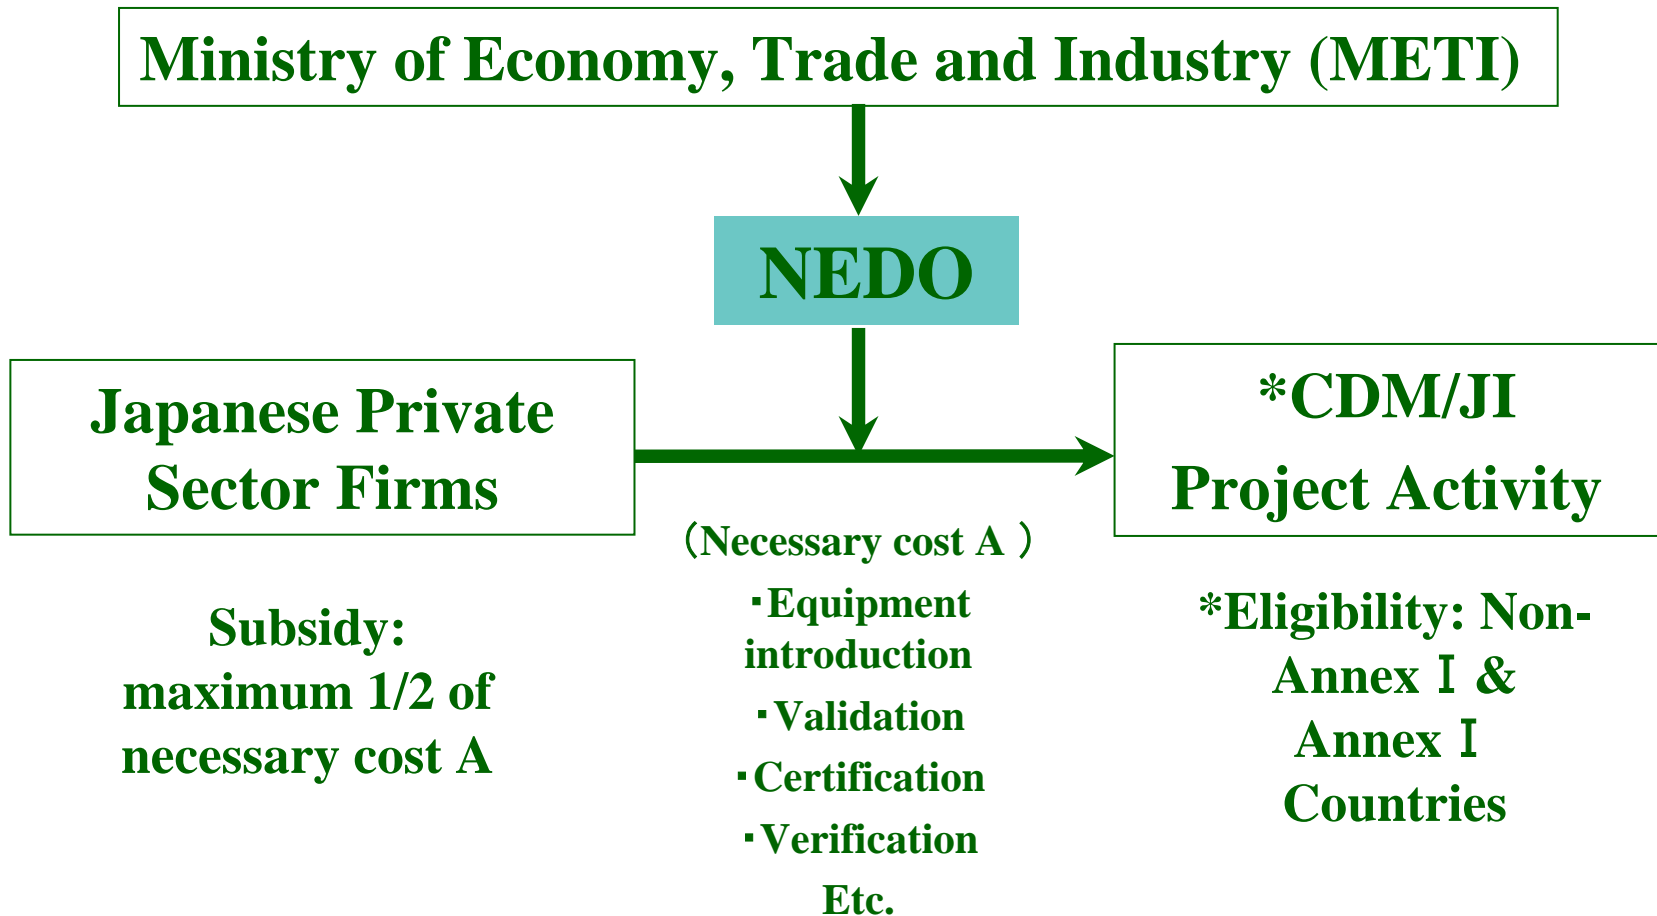 Ministry of Economy, Trade and Industry (METI)
NEDO
Japanese Private
Sector Firms
*CDM/JI
Project Activity
（Necessary cost A ）
・Equipment
introduction
・Validation
・Certification
・Verification
Etc.
Subsidy:
maximum 1/2 of
necessary cost A
*Eligibility: Non-
Annex Ⅰ &
Annex Ⅰ
Countries